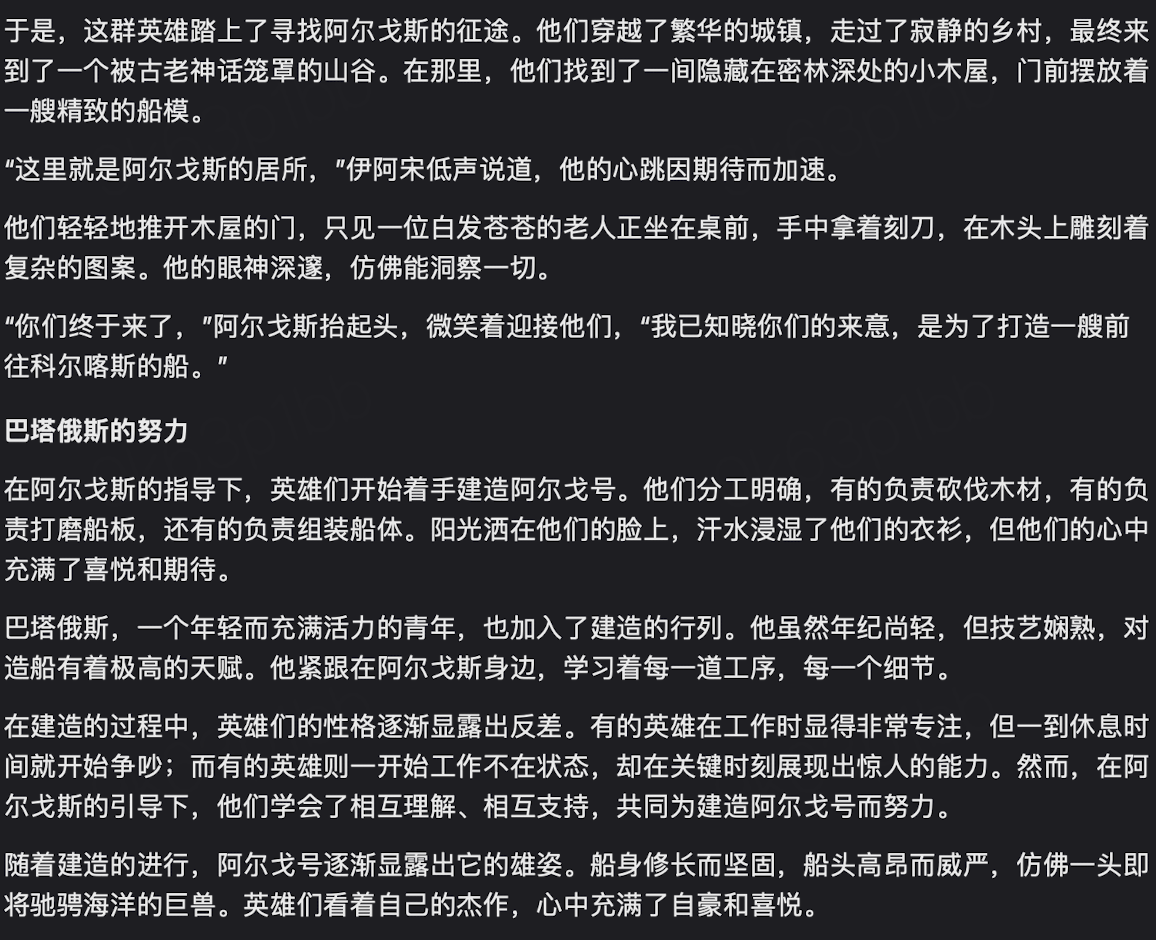 于是，这群英雄踏上了寻找阿尔戈斯的征途。他们穿越了繁华的城镇，走过了寂静的乡村，最终来
到了一个被古老神话笼罩的山谷。在那里，他们找到了一间隐藏在密林深处的小木屋，门前摆放着
一艘精致的船模。
“这里就是阿尔戈斯的居所，”伊阿宋低声说道，他的心跳因期待而加速。
他们轻轻地推开木屋的门，只见一位白发苍苍的老人正坐在桌前，手中拿着刻刀，在木头上雕刻着
复杂的图案。他的眼神深邃，仿佛能洞察一切。
“你们终于来了，”阿尔戈斯抬起头，微笑着迎接他们，“我已知晓你们的来意，是为了打造一艘前
往科尔喀斯的船。”
巴塔俄斯的努力
在阿尔戈斯的指导下，英雄们开始着手建造阿尔戈号。他们分工明确，有的负责砍伐木材，有的负
责打磨船板，还有的负责组装船体。阳光洒在他们的脸上，汗水浸湿了他们的衣衫，但他们的心中
充满了喜悦和期待。
巴塔俄斯，一个年轻而充满活力的青年，也加入了建造的行列。他虽然年纪尚轻，但技艺娴熟，对
造船有着极高的天赋。他紧跟在阿尔戈斯身边，学习着每一道工序，每一个细节。
在建造的过程中，英雄们的性格逐渐显露出反差。有的英雄在工作时显得非常专注，但一到休息时
间就开始争吵；而有的英雄则一开始工作不在状态，却在关键时刻展现出惊人的能力。然而，在阿
尔戈斯的引导下，他们学会了相互理解、相互支持，共同为建造阿尔戈号而努力。
随着建造的进行，阿尔戈号逐渐显露出它的雄姿。船身修长而坚固，船头高昂而威严，仿佛一头即
将驰骋海洋的巨兽。英雄们看着自己的杰作，心中充满了自豪和喜悦。